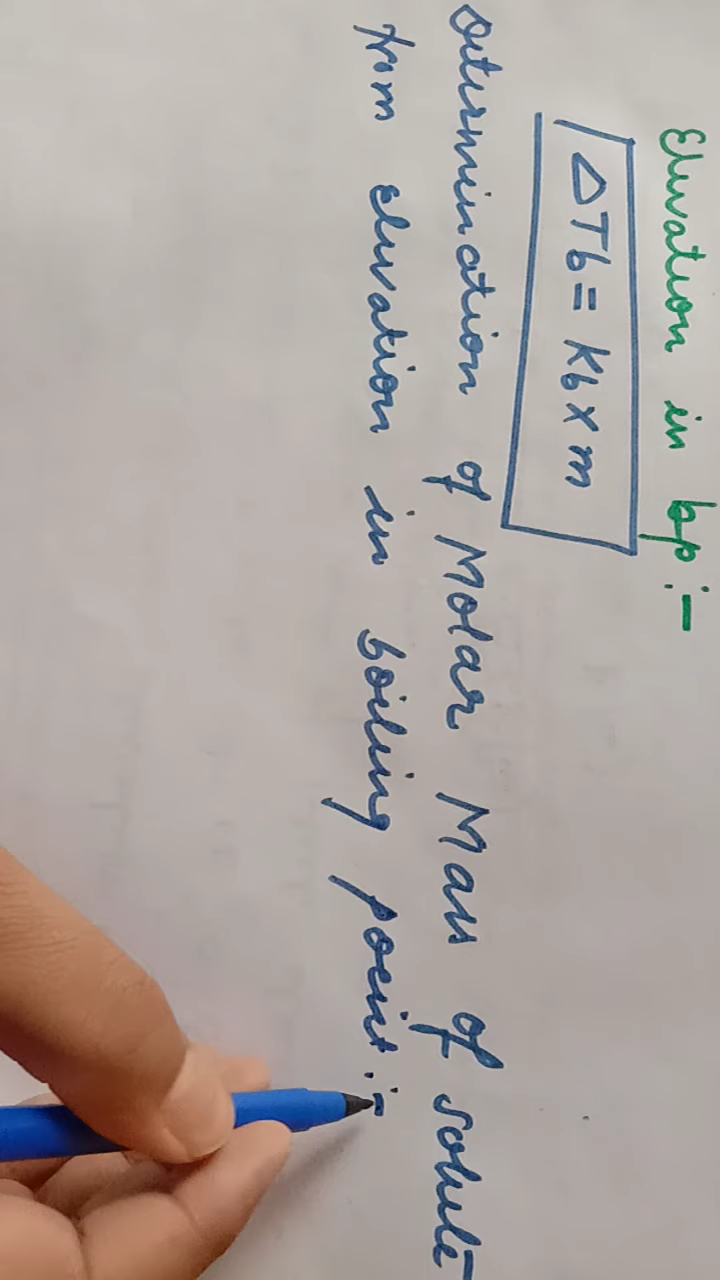 Elevation in bp:-
ΔTb = Kb x m
Determination of Molar Mass of solute
from elevation in boiling point:-